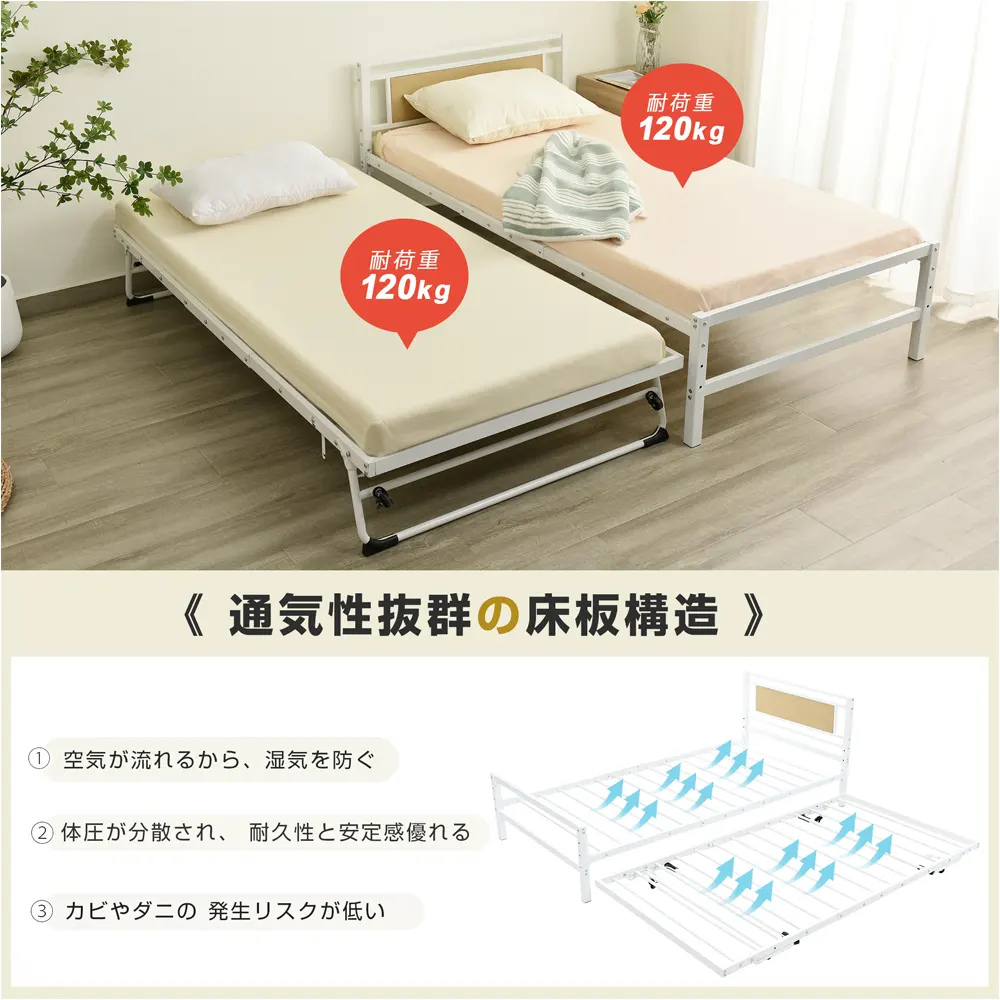 耐荷重
120kg
耐荷重
120kg
《 通気性抜群の床板構造 》
① 空気が流れるから、湿気を防ぐ
② 体圧が分散され、 耐久性と安定感優れる
③ カビやダニの 発生リスクが低い